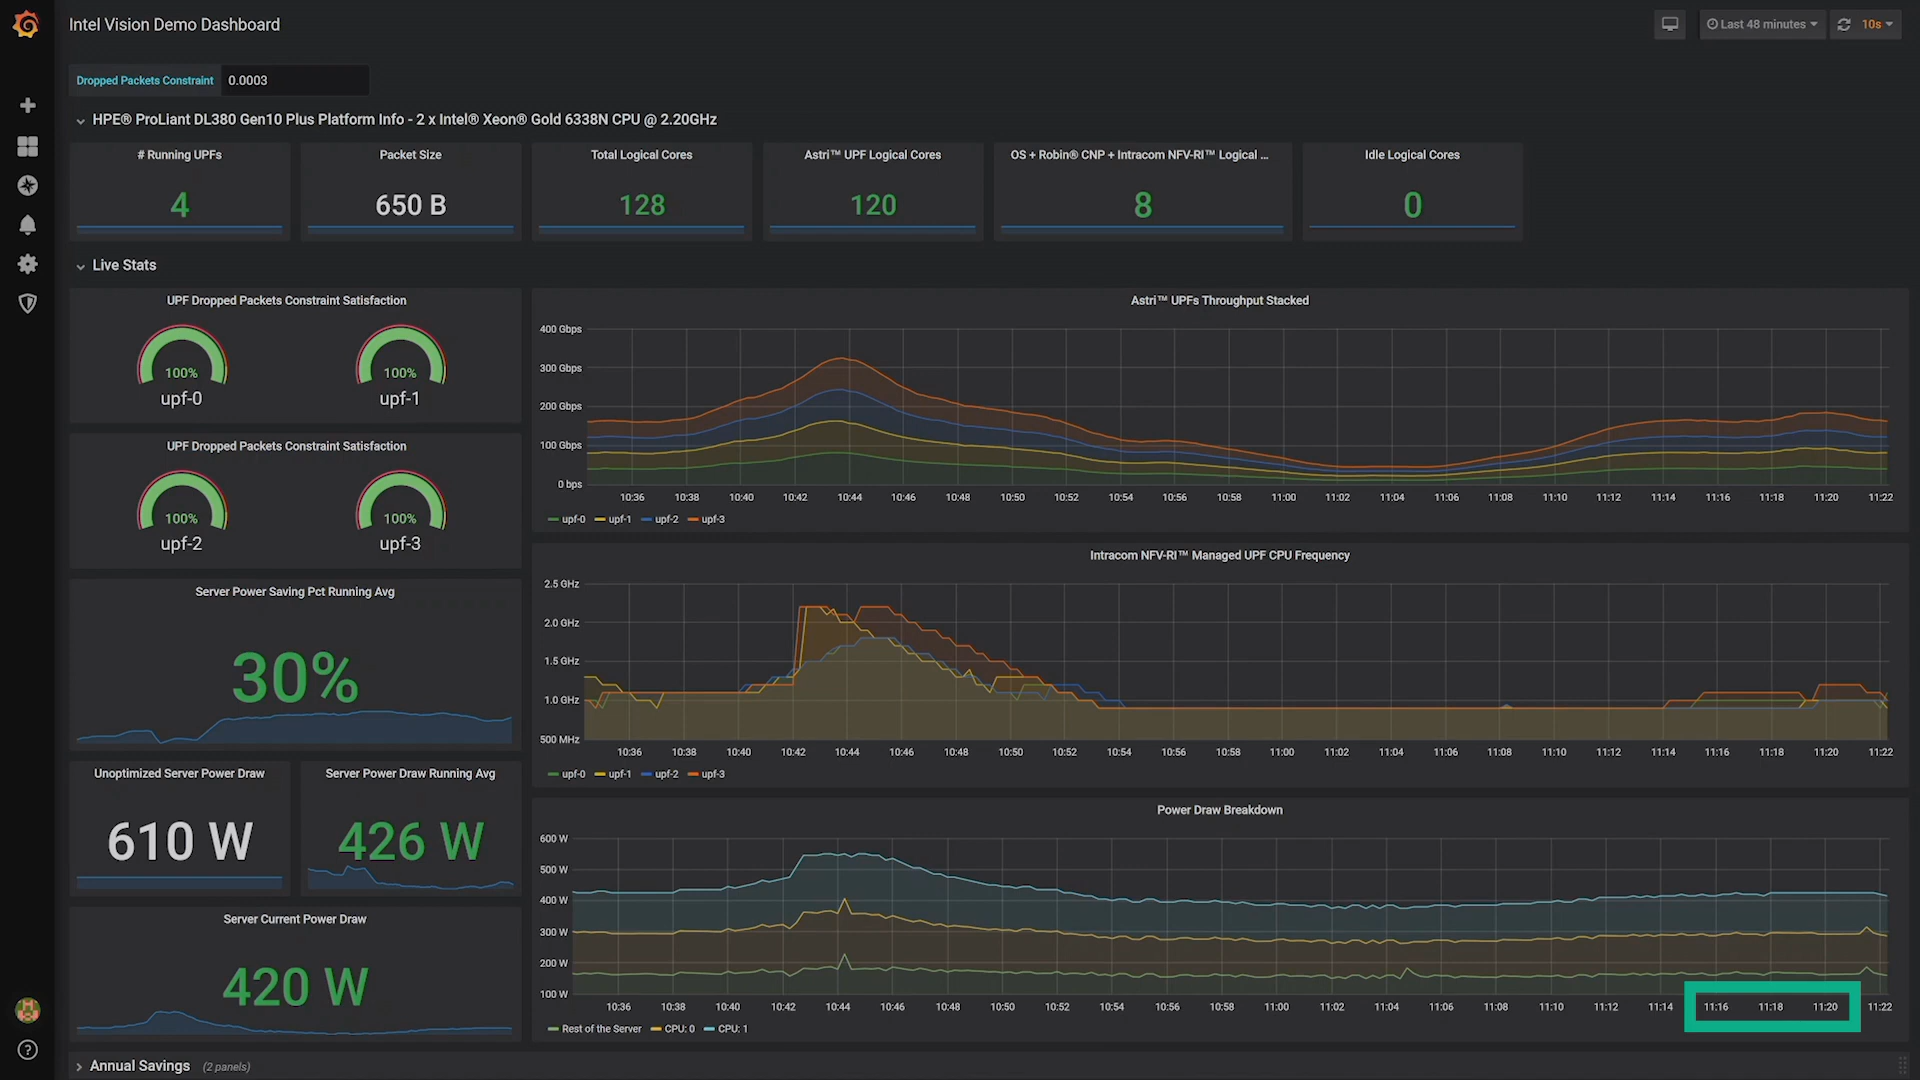 Intel Vision Demo Dashboard
Last 48 minutes
10s
Dropped Packets Constraint 0.0003
HPE® ProLiant DL380 Gen10 Plus Platform Info - 2 x Intel® Xeon® Gold 6338N CPU @ 2.20GHz
# Running UPFs
4
Packet Size
650 B
Total Logical Cores
128
Astri™ UPF Logical Cores
120
OS + Robin® CNP + Intracom NFV-RI™ Logical ...
8
Idle Logical Cores
0
Live Stats
UPF Dropped Packets Constraint Satisfaction
100%
upf-0
100%
upf-1
UPF Dropped Packets Constraint Satisfaction
100%
upf-2
100%
upf-3
Server Power Saving Pct Running Avg
30%
Unoptimized Server Power Draw
610 W
Server Power Draw Running Avg
426 W
Server Current Power Draw
420 W
Astri™ UPFs Throughput Stacked
400 Gbps
300 Gbps
200 Gbps
100 Gbps
0 bps
10:36 10:38 10:40 10:42 10:44 10:46 10:48 10:50 10:52 10:54 10:56 10:58 11:00 11:02 11:04 11:06 11:08 11:10 11:12 11:14 11:16 11:18 11:20 11:22
upf-0 upf-1 upf-2 upf-3
Intracom NFV-RI™ Managed UPF CPU Frequency
2.5 GHz
2.0 GHz
1.5 GHz
1.0 GHz
500 MHz
10:36 10:38 10:40 10:42 10:44 10:46 10:48 10:50 10:52 10:54 10:56 10:58 11:00 11:02 11:04 11:06 11:08 11:10 11:12 11:14 11:16 11:18 11:20 11:22
upf-0 upf-1 upf-2 upf-3
Power Draw Breakdown
600 W
500 W
400 W
300 W
200 W
100 W
10:36 10:38 10:40 10:42 10:44 10:46 10:48 10:50 10:52 10:54 10:56 10:58 11:00 11:02 11:04 11:06 11:08 11:10 11:12 11:14 11:16 11:18 11:20 11:22
Rest of the Server CPU: 0 CPU: 1
Annual Savings (2 panels)